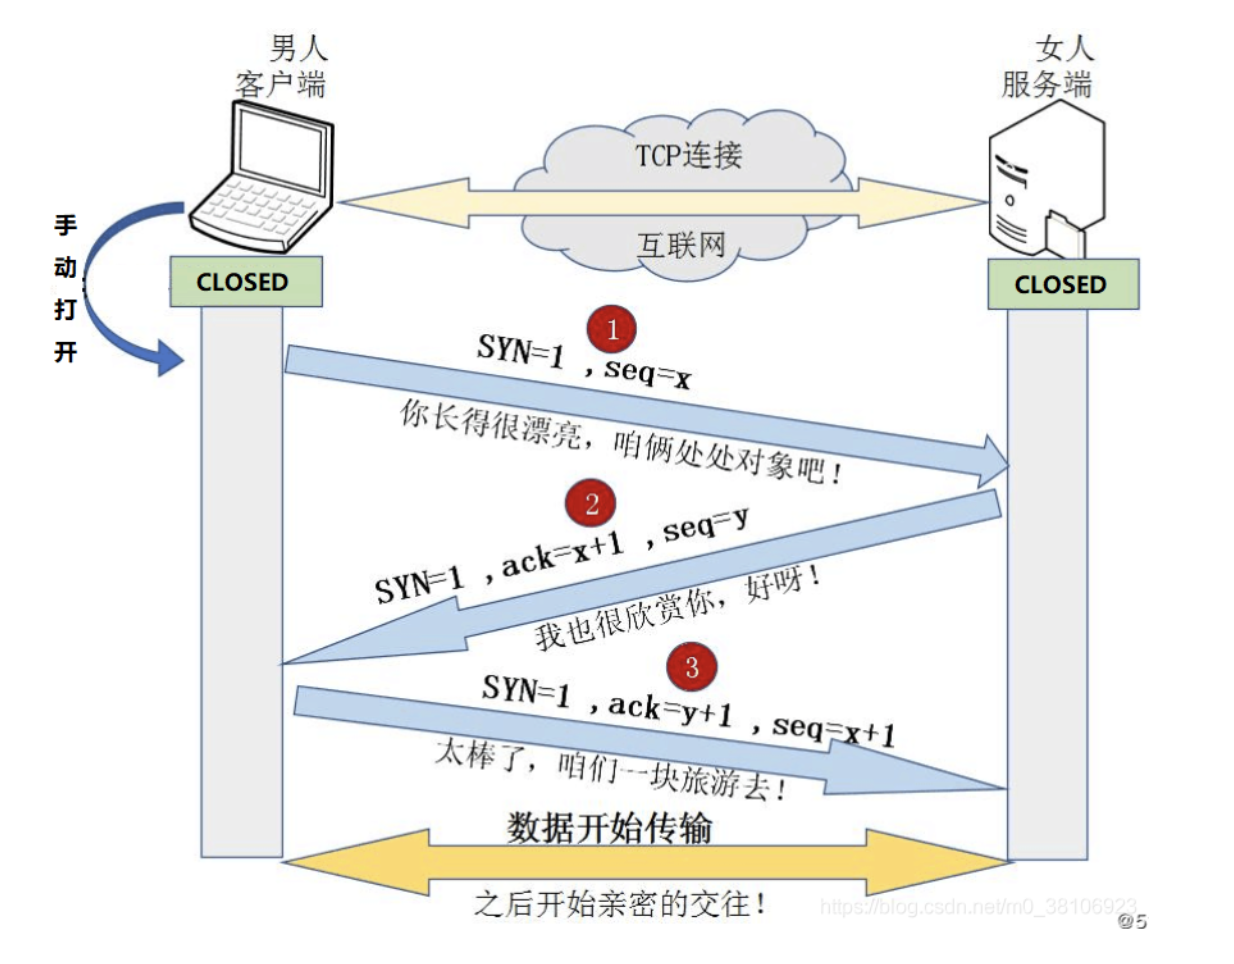 男人
客户端
女人
服务端
TCP连接
互联网
手动打开
CLOSED
CLOSED
1
SYN=1 ,seq=x
你长得很漂亮，咱俩处处对象吧！
2
SYN=1 ,ack=x+1 ,seq=y
我也很欣赏你，好呀！
3
SYN=1 ,ack=y+1 ,seq=x+1
太棒了，咱们一块旅游去！
数据开始传输
之后开始亲密的交往！
https://blog.csdn.net/m0_38106923
@5